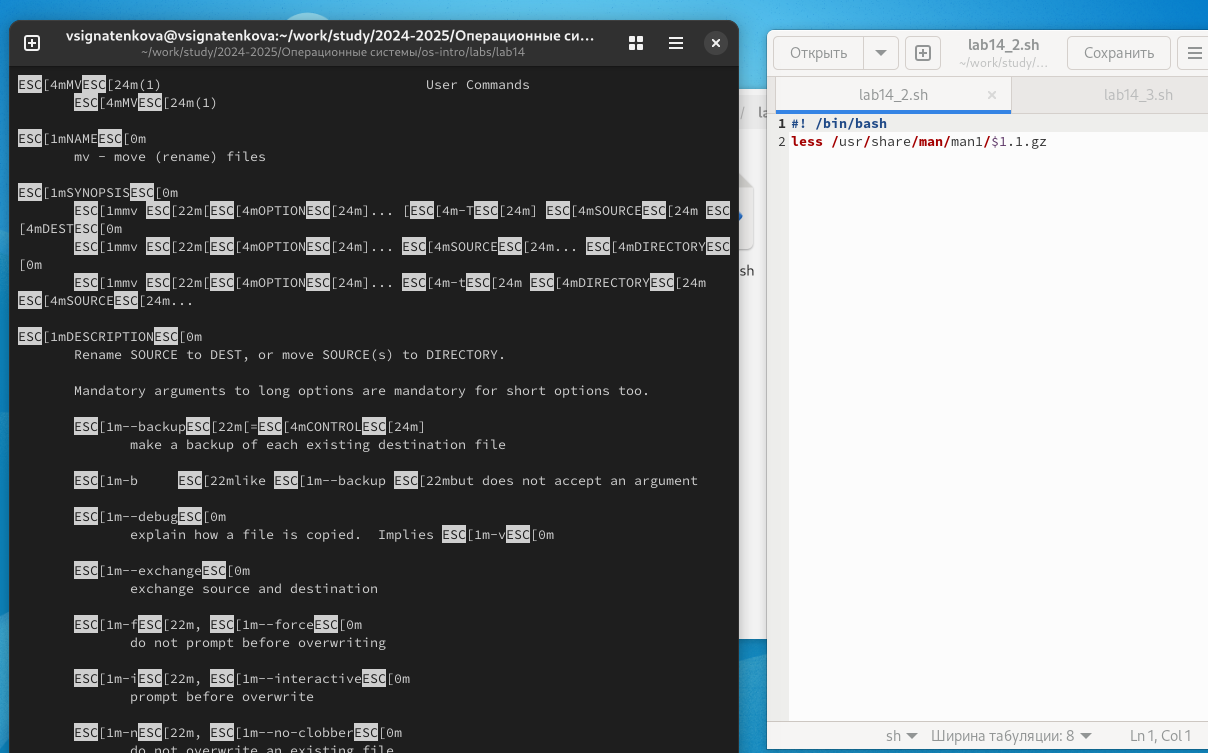 vsignatenkova@vsignatenkova:~/work/study/2024-2025/Операционные си...
~/work/study/2024-2025/Операционные системы/os-intro/labs/lab14
ESC[4mMVESC[24m(1) User Commands
ESC[4mMVESC[24m(1)
ESC[1mNAMEESC[0m
mv - move (rename) files
ESC[1mSYNOPSISESC[0m
ESC[1mmv ESC[22m[ESC[4mOPTIONESC[24m]... [ESC[4m-TESC[24m] ESC[4mSOURCEESC[24m ESC
[4mDESTESC[0m
ESC[1mmv ESC[22m[ESC[4mOPTIONESC[24m]... ESC[4mSOURCEESC[24m... ESC[4mDIRECTORYESC
[0m
ESC[1mmv ESC[22m[ESC[4mOPTIONESC[24m]... ESC[4m-tESC[24m ESC[4mDIRECTORYESC[24m
ESC[4mSOURCEESC[24m...
ESC[1mDESCRIPTIONESC[0m
Rename SOURCE to DEST, or move SOURCE(s) to DIRECTORY.
Mandatory arguments to long options are mandatory for short options too.
ESC[1m--backupESC[22m[=ESC[4mCONTROLESC[24m]
make a backup of each existing destination file
ESC[1m-b ESC[22mlike ESC[1m--backup ESC[22mbut does not accept an argument
ESC[1m--debugESC[0m
explain how a file is copied. Implies ESC[1m-vESC[0m
ESC[1m--exchangeESC[0m
exchange source and destination
ESC[1m-fESC[22m, ESC[1m--forceESC[0m
do not prompt before overwriting
ESC[1m-iESC[22m, ESC[1m--interactiveESC[0m
prompt before overwrite
ESC[1m-nESC[22m, ESC[1m--no-clobberESC[0m
do not overwrite an existing file
/ la
sh
Открыть
lab14_2.sh
~/work/study/...
Сохранить
lab14_2.sh ×
lab14_3.sh
1 #! /bin/bash
2 less /usr/share/man/man1/$1.1.gz
sh
Ширина табуляции: 8
Ln 1, Col 1